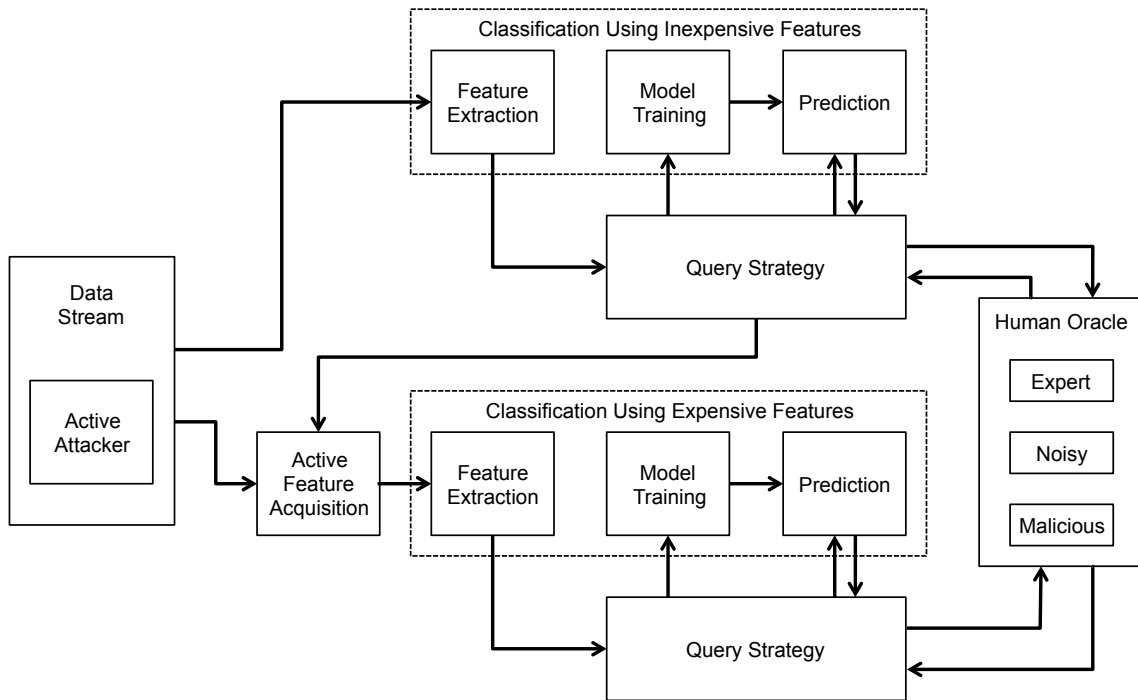 Classification Using Inexpensive Features
Feature
Extraction
Model
Training
Prediction
Query Strategy
Data
Stream
Active
Attacker
Human Oracle
Expert
Noisy
Malicious
Active
Feature
Acquisition
Classification Using Expensive Features
Feature
Extraction
Model
Training
Prediction
Query Strategy